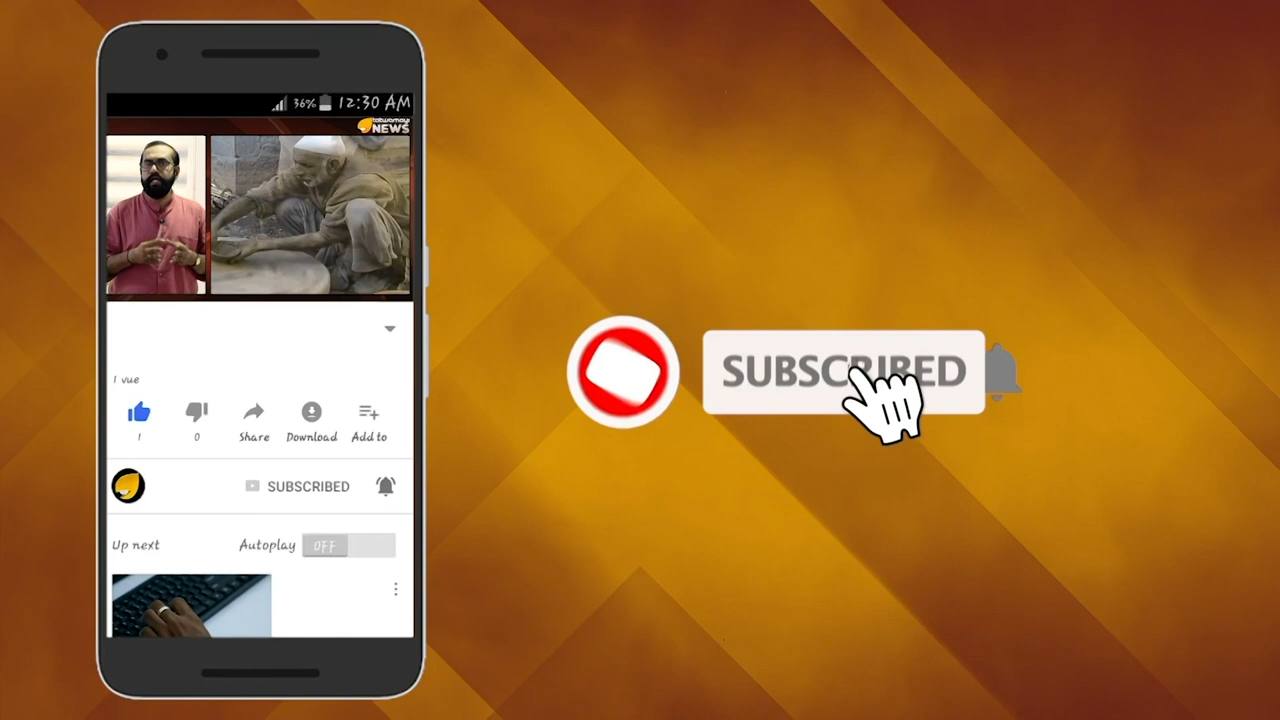 36% 12:30 AM
tatwamayi
NEWS
1 vue
1
0
Share
Download
Add to
SUBSCRIBED
Up next
Autoplay
OFF
SUBSCRIBED